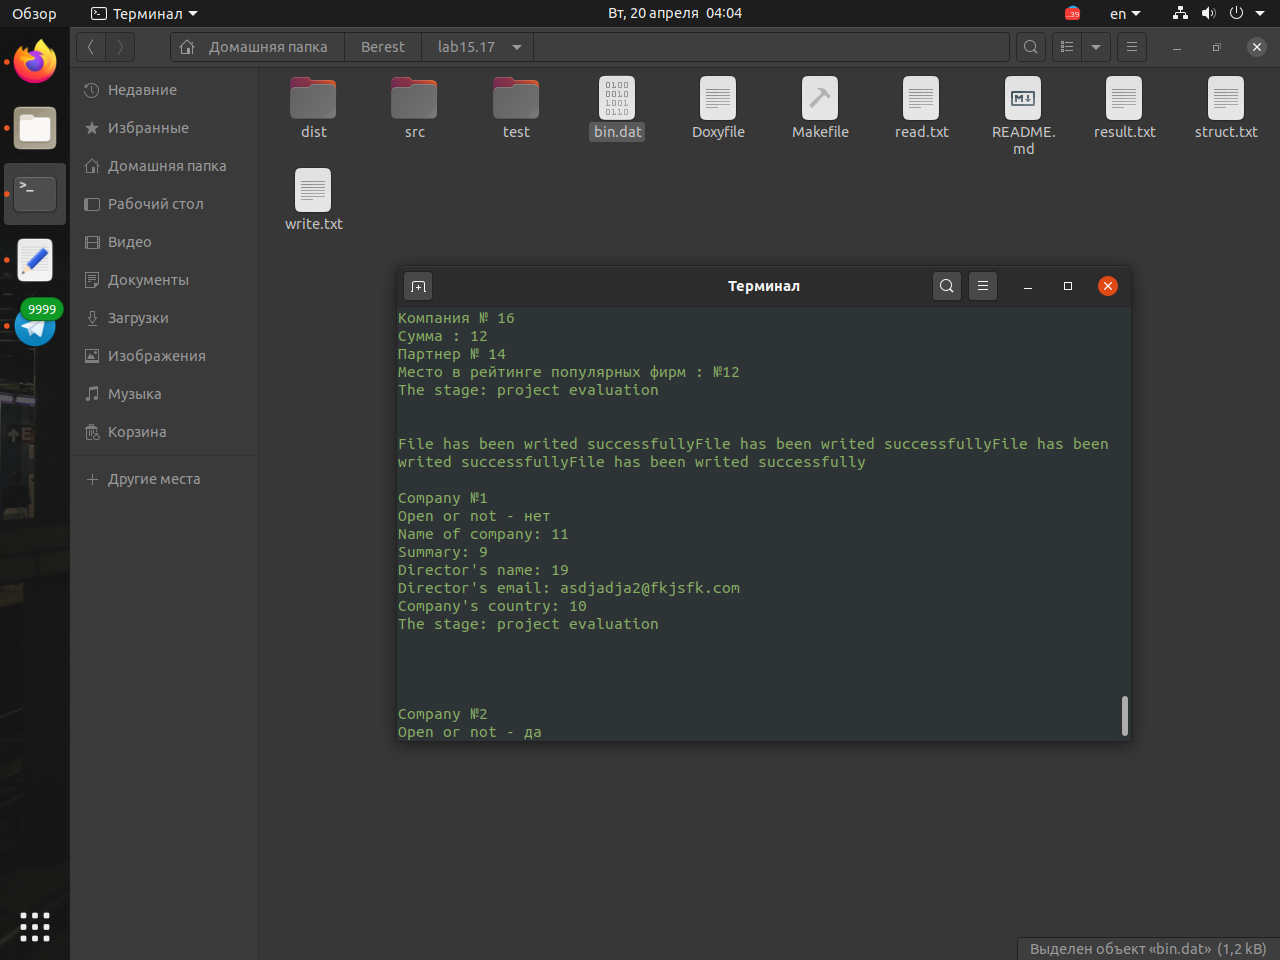 Обзор
Терминал
Вт, 20 апреля 04:04
39
en
Домашняя папка
Berest
lab15.17
Недавние
Избранные
Домашняя папка
Рабочий стол
Видео
Документы
Загрузки
Изображения
Музыка
Корзина
Другие места
9999
dist
src
test
bin.dat
Doxyfile
Makefile
read.txt
README.
md
result.txt
struct.txt
write.txt
Терминал
Компания № 16
Сумма : 12
Партнер № 14
Место в рейтинге популярных фирм : №12
The stage: project evaluation
File has been writed successfullyFile has been writed successfullyFile has been
writed successfullyFile has been writed successfully
Company №1
Open or not - нет
Name of company: 11
Summary: 9
Director's name: 19
Director's email: asdjadja2@fkjsfk.com
Company's country: 10
The stage: project evaluation
Company №2
Open or not - да
Выделен объект «bin.dat» (1,2 kB)